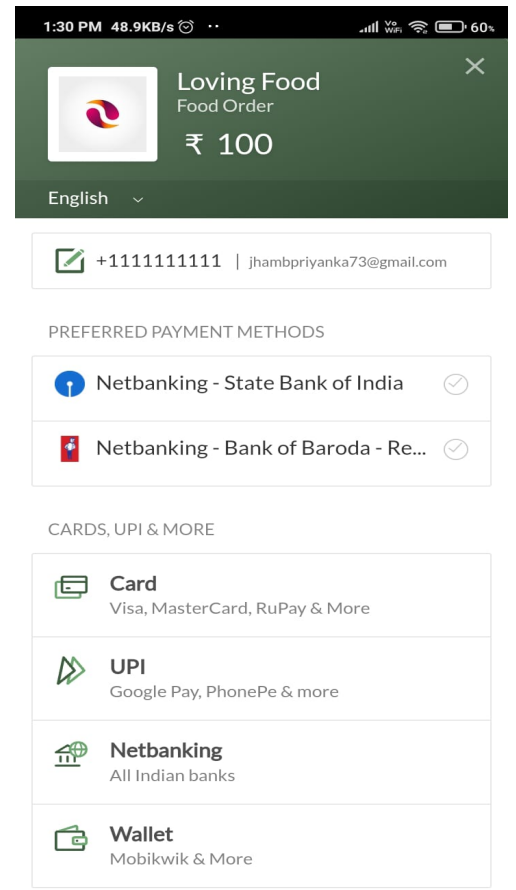 1:30 PM 48.9KB/s
Vo
WiFi
60%
Loving Food
Food Order
₹ 100
English
+1111111111 | jhambpriyanka73@gmail.com
PREFERRED PAYMENT METHODS
Netbanking - State Bank of India
Netbanking - Bank of Baroda - Re...
CARDS, UPI & MORE
Card
Visa, MasterCard, RuPay & More
UPI
Google Pay, PhonePe & more
Netbanking
All Indian banks
Wallet
Mobikwik & More